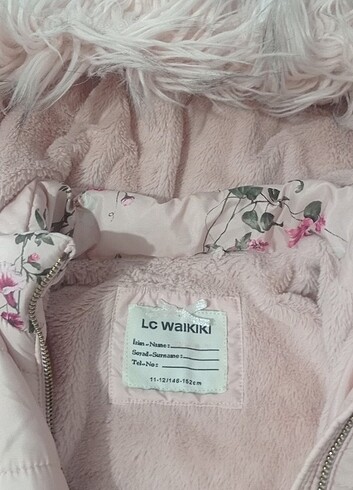 LC WAIKIKI
İsim-Name:
Soyad-Surname:
Tel-No:
11-12/146-152cm